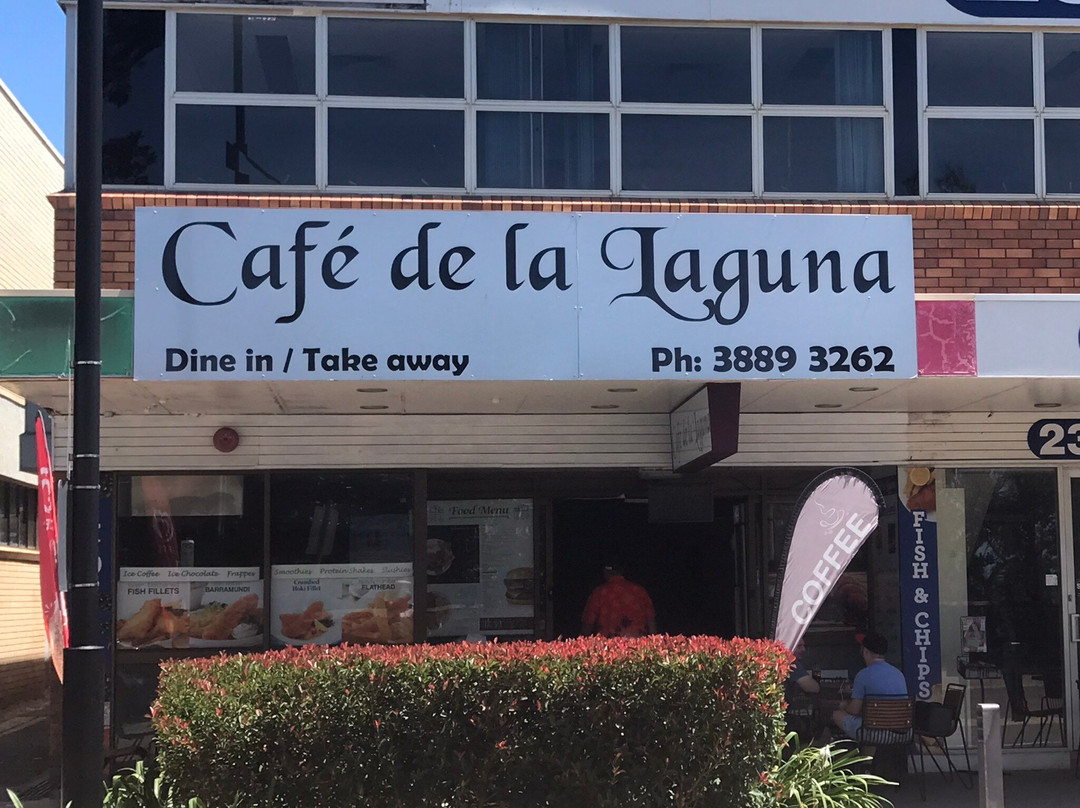 Café de la Laguna
Dine in / Take away
Ph: 3889 3262
23
Food Menu
Ice Coffee Ice Chocolate Frappes
Smoothies Protein Shakes Slushies
FISH FILLETS
BARRAMUNDI
Crumbed
Hoki Fillet
FLATHEAD
COFFEE
FISH & CHIPS